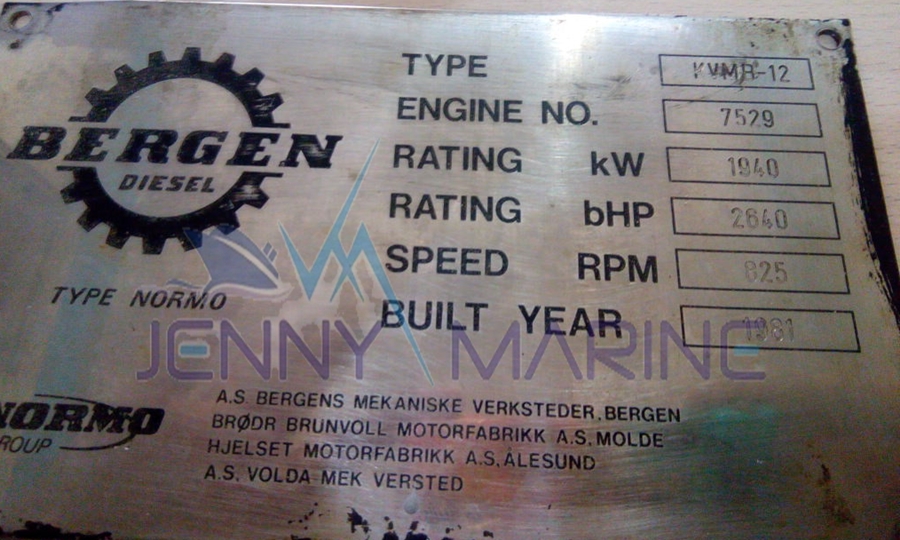 BERGEN
DIESEL
TYPE NORMO
TYPE KVMB-12
ENGINE NO. 7529
RATING kW 1940
RATING bHP 2640
SPEED RPM 825
BUILT YEAR 1981
JENNY MARINE
NORMO
GROUP
A.S. BERGENS MEKANISKE VERKSTEDER, BERGEN
BRØDR BRUNVOLL MOTORFABRIKK A.S. MOLDE
HJELSET MOTORFABRIKK A.S. ÅLESUND
A.S. VOLDA MEK VERSTED